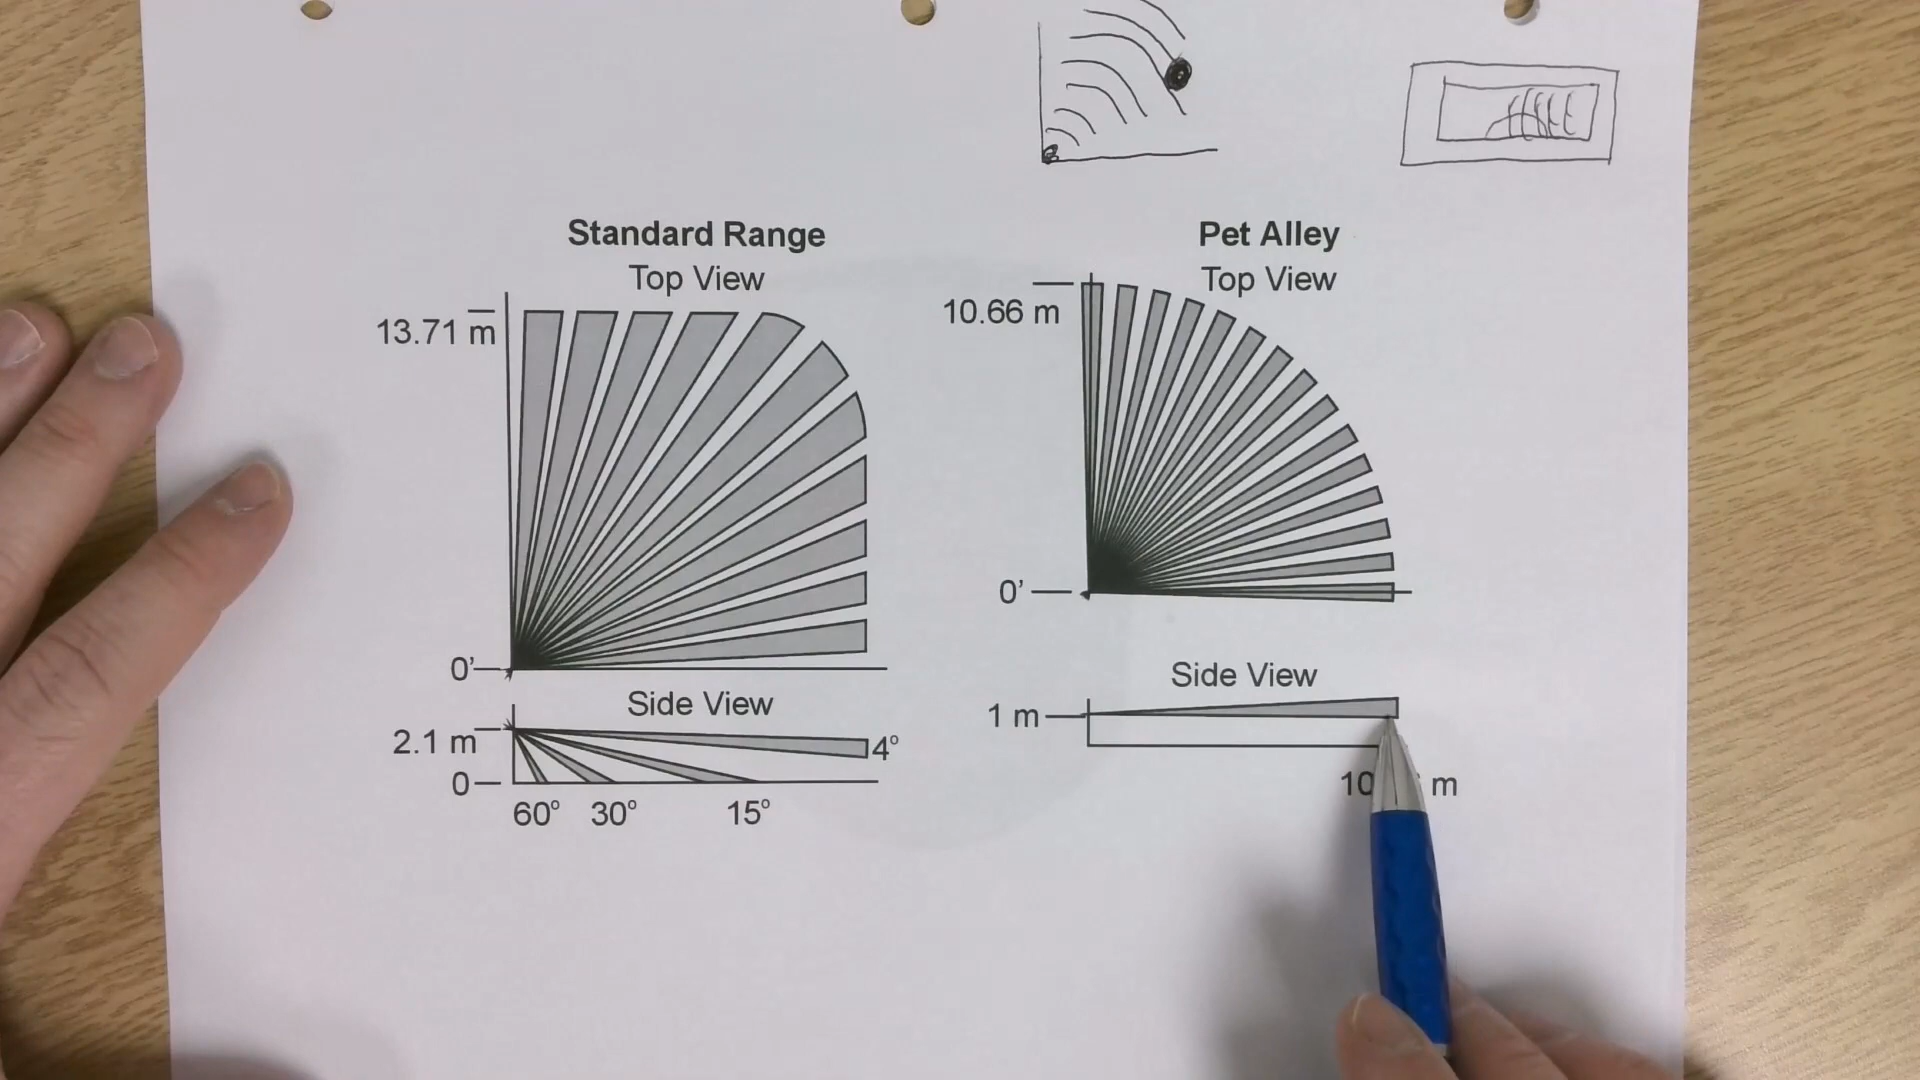 Standard Range
Top View
13.71 m
0'
Side View
2.1 m
0
4°
60° 30° 15°
Pet Alley
Top View
10.66 m
0'
Side View
1 m
m